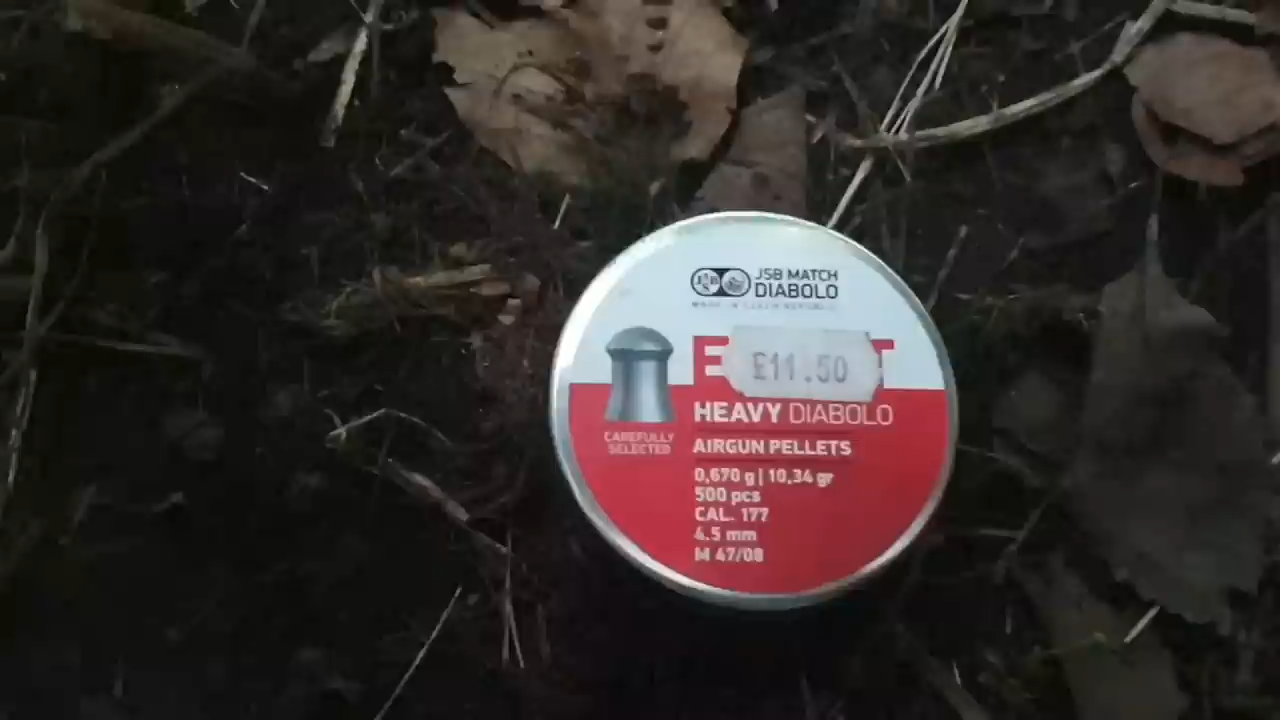 JSB MATCH
DIABOLO
£11.50
HEAVY DIABOLO
CAREFULLY
SELECTED
AIRGUN PELLETS
0,670 g | 10,34 gr
500 pcs
CAL. 177
4.5 mm
M 47/08